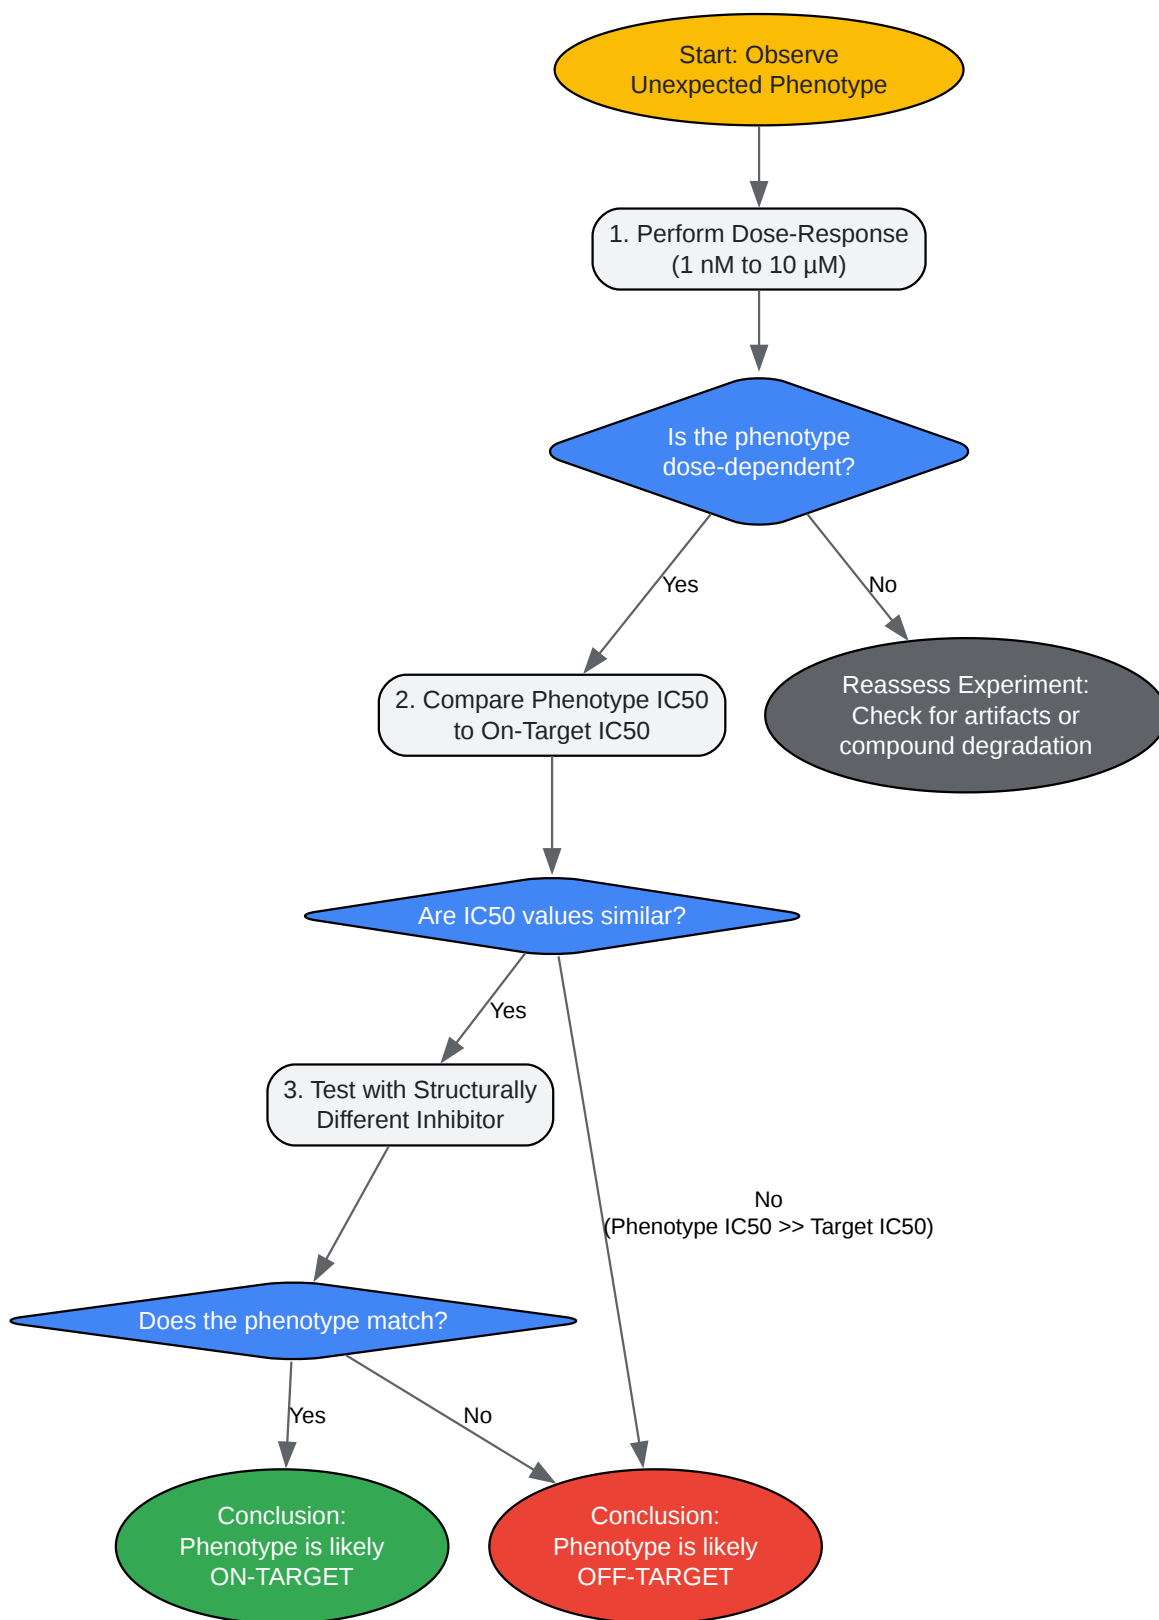 Start: Observe
Unexpected Phenotype
1. Perform Dose-Response
(1 nM to 10 µM)
Is the phenotype
dose-dependent?
Yes
No
2. Compare Phenotype IC50
to On-Target IC50
Reassess Experiment:
Check for artifacts or
compound degradation
Are IC50 values similar?
Yes
3. Test with Structurally
Different Inhibitor
No
(Phenotype IC50 >> Target IC50)
Does the phenotype match?
Yes
No
Conclusion:
Phenotype is likely
ON-TARGET
Conclusion:
Phenotype is likely
OFF-TARGET